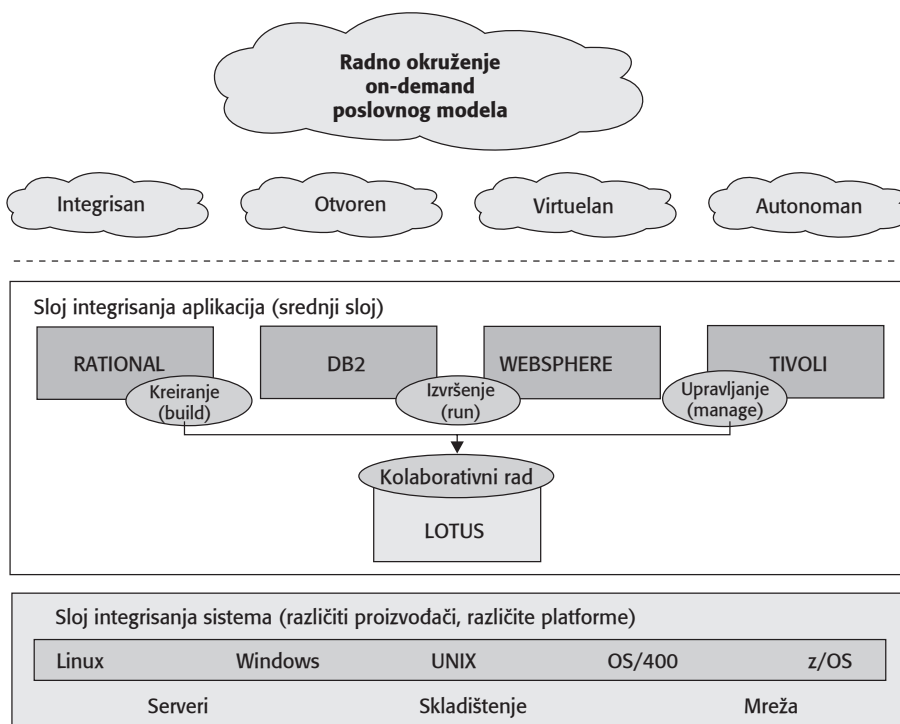 Radno okruženje
on-demand
poslovnog modela
Integrisan
Otvoren
Virtuelan
Autonoman
Sloj integrisanja aplikacija (srednji sloj)
RATIONAL
DB2
WEBSPHERE
TIVOLI
Kreiranje
(build)
Izvršenje
(run)
Upravljanje
(manage)
Kolaborativni rad
LOTUS
Sloj integrisanja sistema (različiti proizvođači, različite platforme)
Linux Windows UNIX OS/400 z/OS
Serveri Skladištenje Mreža